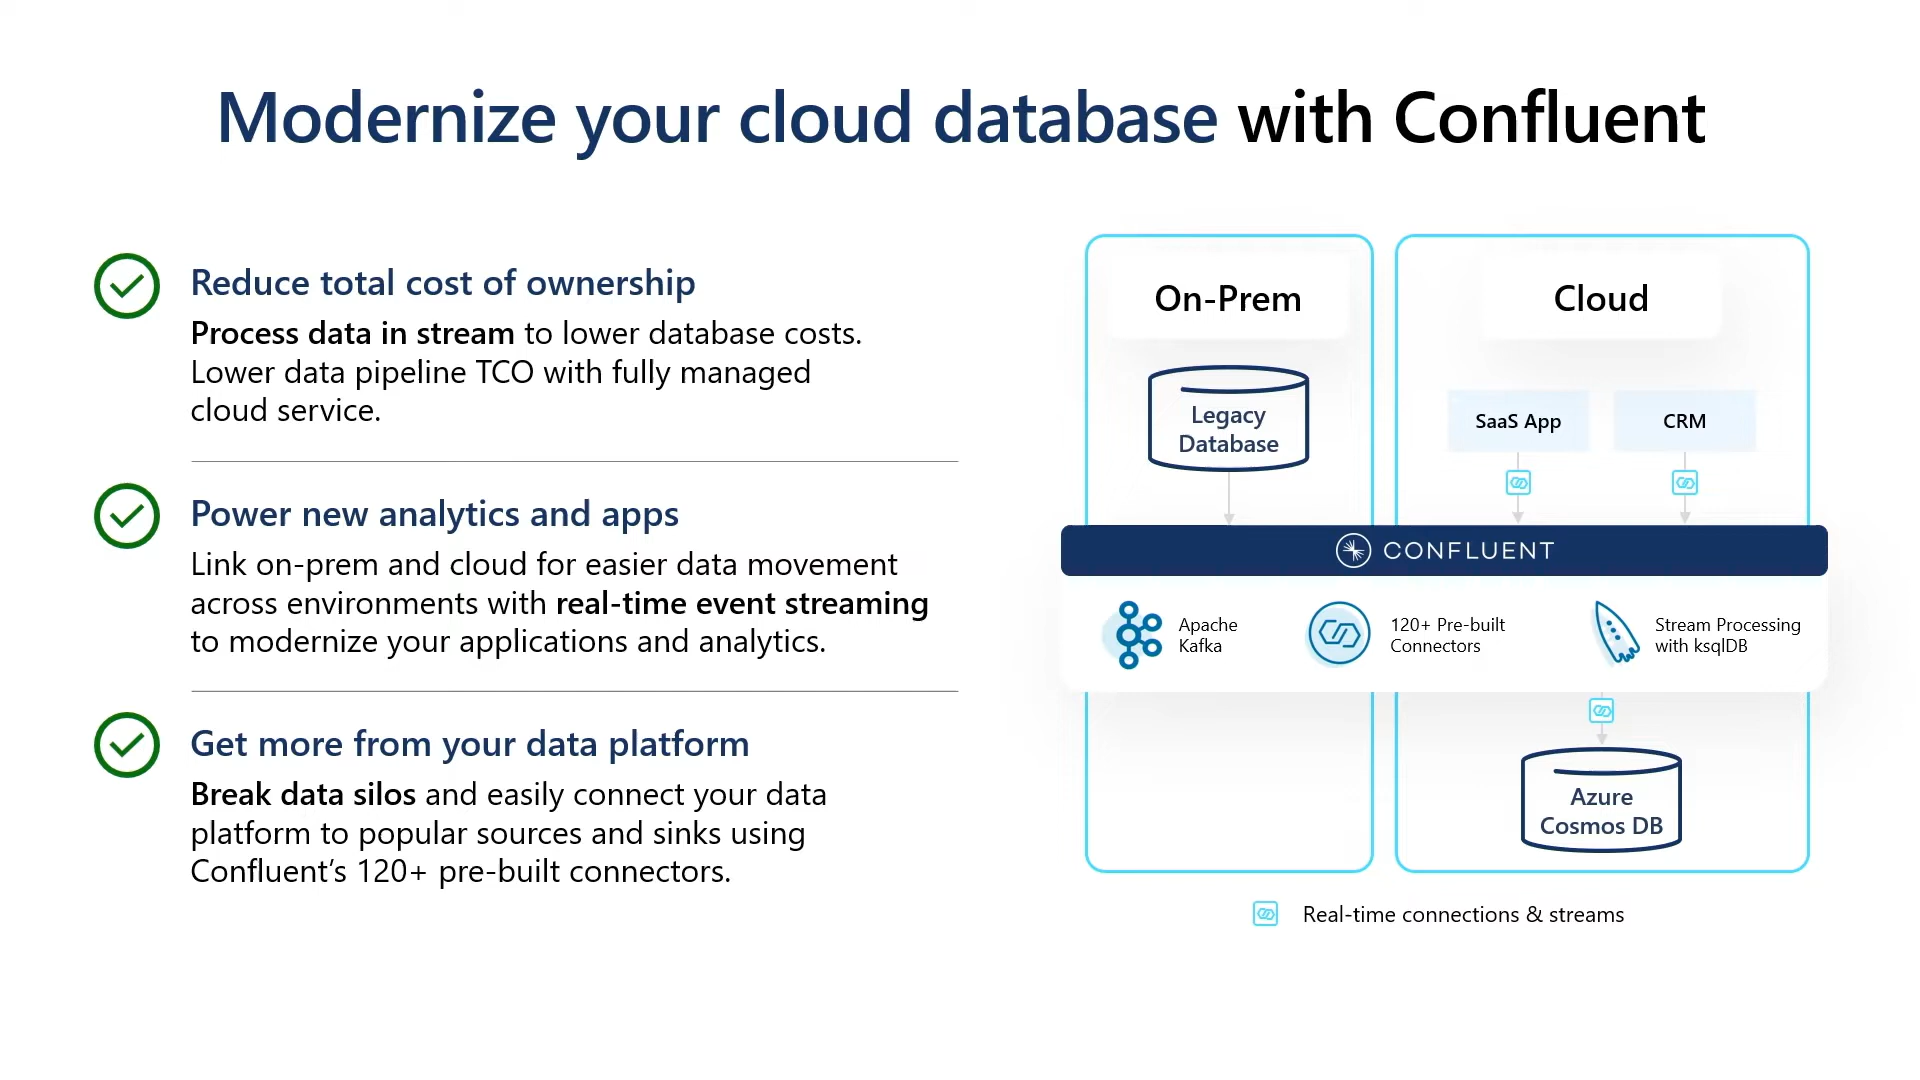 Modernize your cloud database with Confluent
Reduce total cost of ownership
Process data in stream to lower database costs.
Lower data pipeline TCO with fully managed
cloud service.
Power new analytics and apps
Link on-prem and cloud for easier data movement
across environments with real-time event streaming
to modernize your applications and analytics.
Get more from your data platform
Break data silos and easily connect your data
platform to popular sources and sinks using
Confluent’s 120+ pre-built connectors.
On-Prem
Legacy
Database
Cloud
SaaS App
CRM
CONFLUENT
Apache
Kafka
120+ Pre-built
Connectors
Stream Processing
with ksqlDB
Azure
Cosmos DB
Real-time connections & streams